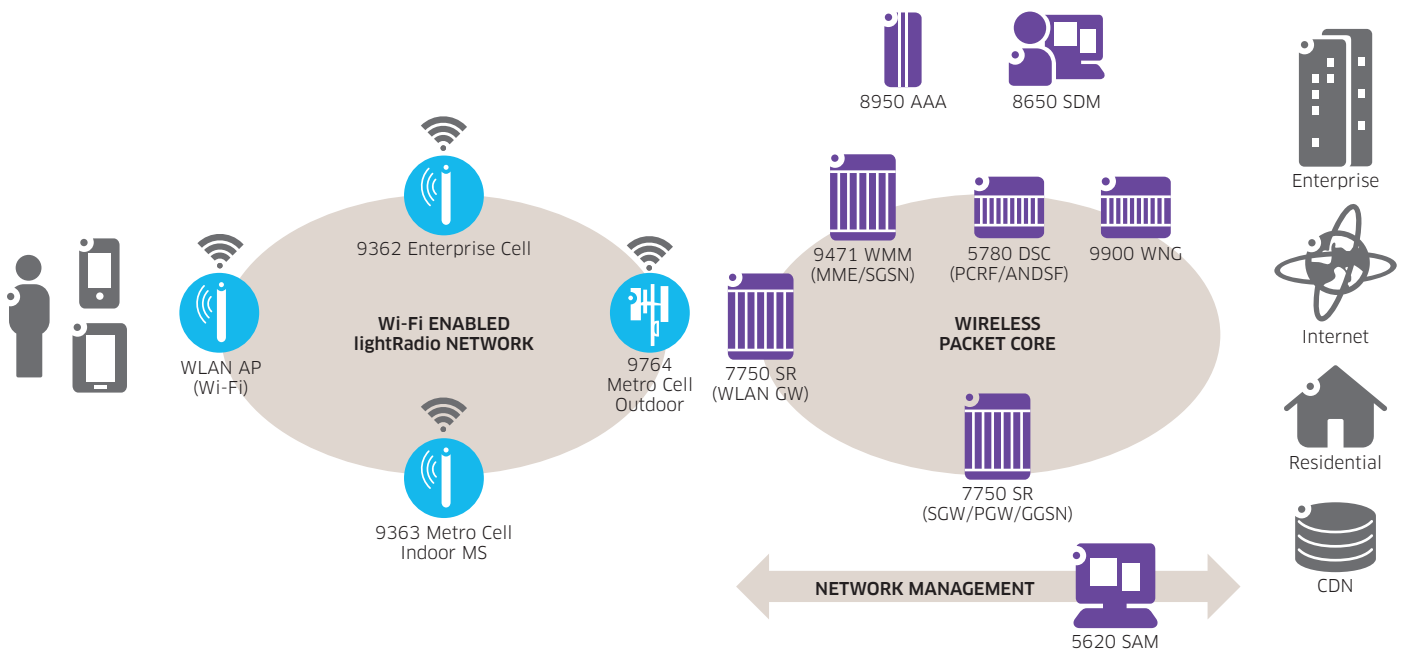 8950 AAA
8650 SDM
Enterprise
9362 Enterprise Cell
9471 WMM
(MME/SGSN)
5780 DSC
(PCRF/ANDSF)
9900 WNG
Wi-Fi ENABLED
lightRadio NETWORK
WIRELESS
PACKET CORE
Internet
WLAN AP
(Wi-Fi)
9764
Metro Cell
Outdoor
7750 SR
(WLAN GW)
Residential
7750 SR
(SGW/PGW/GGSN)
9363 Metro Cell
Indoor MS
NETWORK MANAGEMENT
CDN
5620 SAM